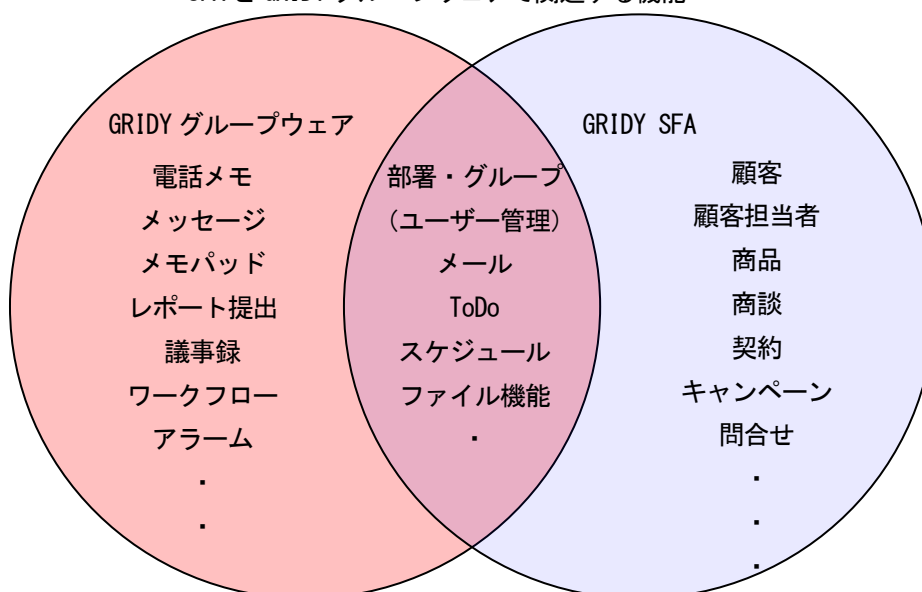 GRIDY グループウェア
電話メモ
メッセージ
メモパッド
レポート提出
議事録
ワークフロー
アラーム
・
・
部署・グループ
（ユーザー管理）
メール
ToDo
スケジュール
ファイル機能
・
GRIDY SFA
顧客
顧客担当者
商品
商談
契約
キャンペーン
問合せ
・
・
・